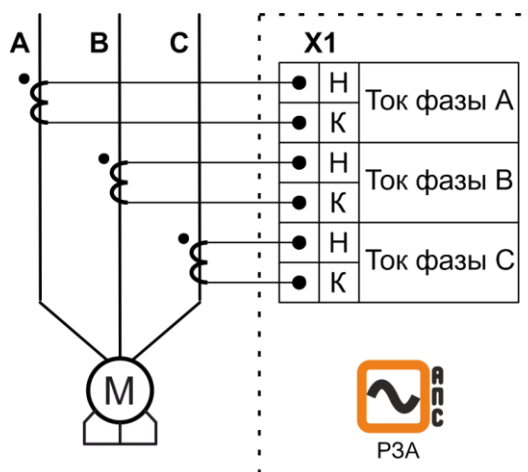 A B C X1
Н
Ток фазы А
К
Н
Ток фазы В
К
Н
Ток фазы С
К
М
АПС
РЗА